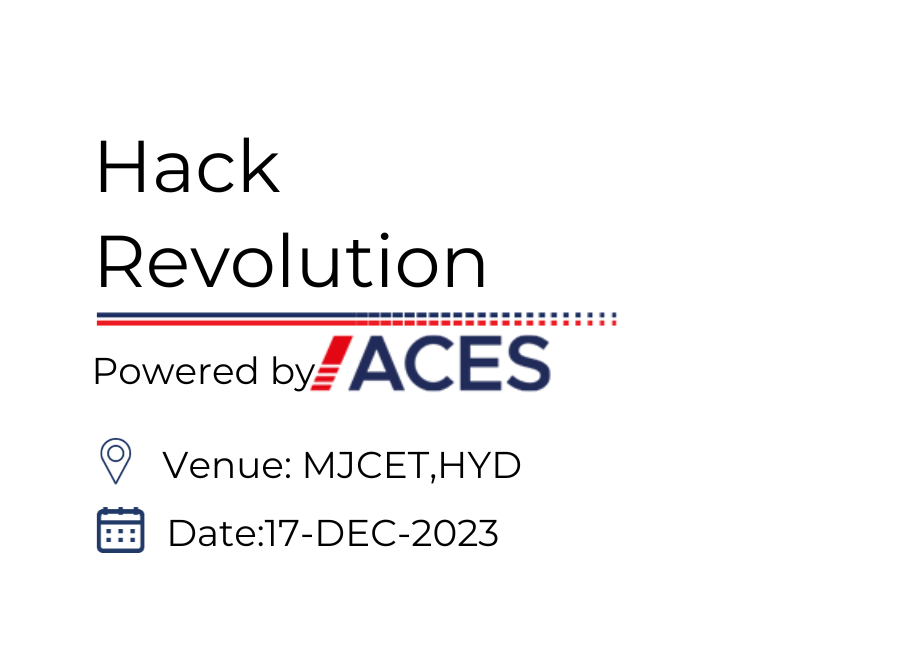 Hack
Revolution
Powered by ACES
Venue: MJCET,HYD
Date:17-DEC-2023